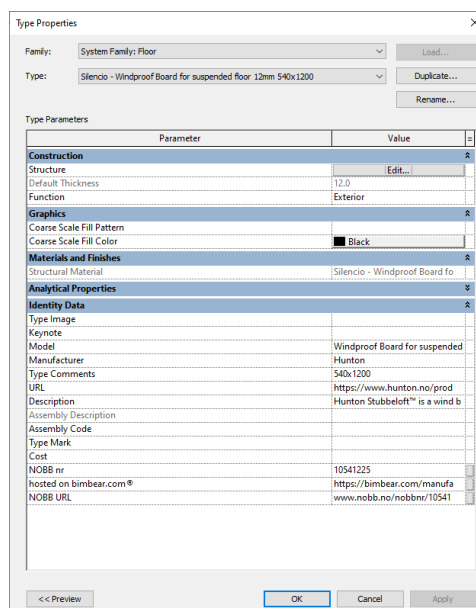 Type Properties
Family: System Family: Floor Load...
Type: Silencio - Windproof Board for suspended floor 12mm 540x1200 Duplicate...
Rename...
Type Parameters
Parameter Value =
Construction
Structure Edit...
Default Thickness 12.0
Function Exterior
Graphics
Coarse Scale Fill Pattern
Coarse Scale Fill Color Black
Materials and Finishes
Structural Material Silencio - Windproof Board fo
Analytical Properties
Identity Data
Type Image
Keynote
Model Windproof Board for suspended
Manufacturer Hunton
Type Comments 540x1200
URL https://www.hunton.no/prod
Description Hunton Stubbeloft™ is a wind b
Assembly Description
Assembly Code
Type Mark
Cost
NOBB nr 10541225
hosted on bimbear.com® https://bimbear.com/manufa
NOBB URL www.nobb.no/nobbnr/10541
<< Preview OK Cancel Apply